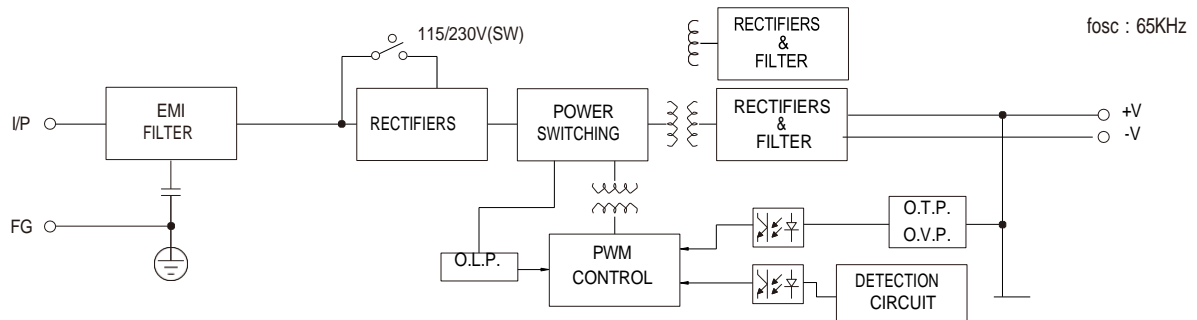 115/230V(SW)
RECTIFIERS
&
FILTER
fosc : 65KHz
I/P
EMI
FILTER
RECTIFIERS
POWER
SWITCHING
RECTIFIERS
&
FILTER
+V
-V
FG
O.L.P.
PWM
CONTROL
O.T.P.
O.V.P.
DETECTION
CIRCUIT